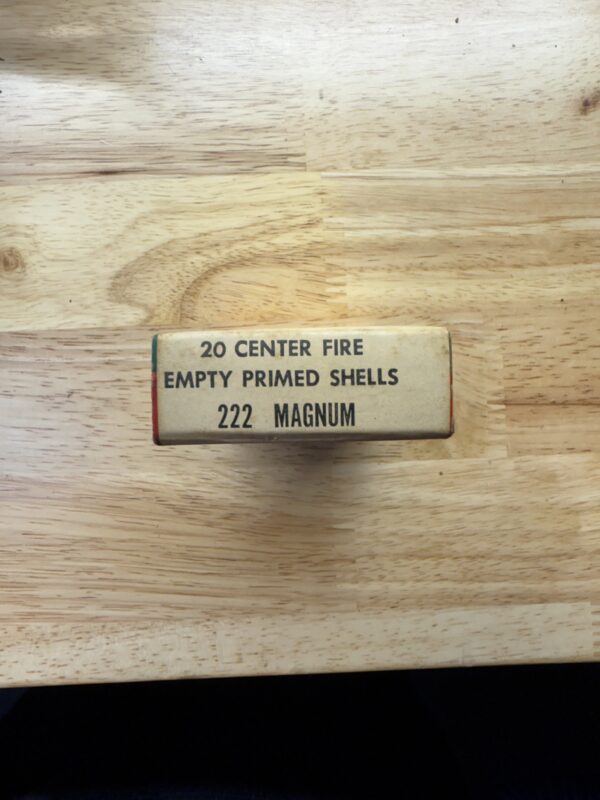 20 CENTER FIRE
EMPTY PRIMED SHELLS
222 MAGNUM